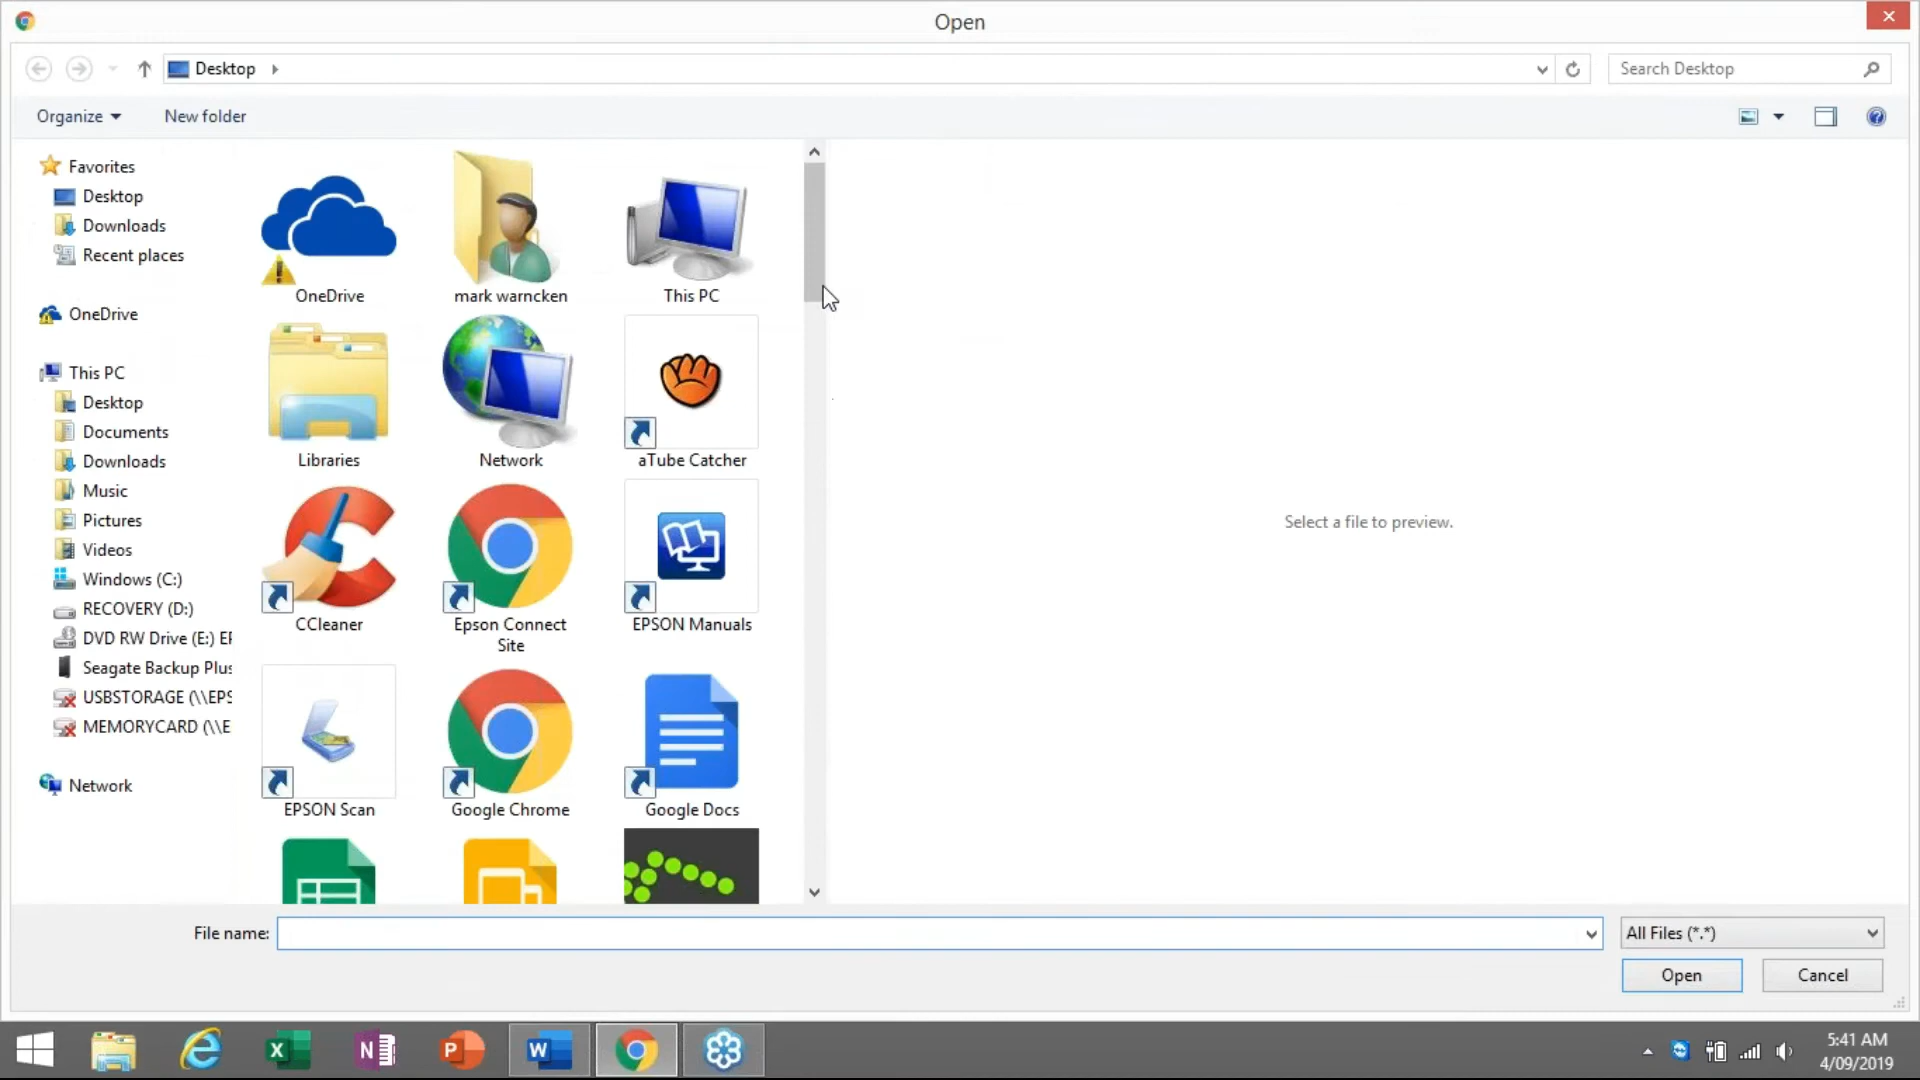 Open
Desktop
Search Desktop
Organize
New folder
Favorites
Desktop
Downloads
Recent places
OneDrive
This PC
Desktop
Documents
Downloads
Music
Pictures
Videos
Windows (C:)
RECOVERY (D:)
DVD RW Drive (E:) EF
Seagate Backup Plus
USBSTORAGE (\\EPS
MEMORYCARD (\\E
Network
OneDrive
mark warncken
This PC
Libraries
Network
aTube Catcher
CCleaner
Epson Connect
Site
EPSON Manuals
EPSON Scan
Google Chrome
Google Docs
Select a file to preview.
File name:
All Files (*.*)
Open
Cancel
5:41 AM
4/09/2019